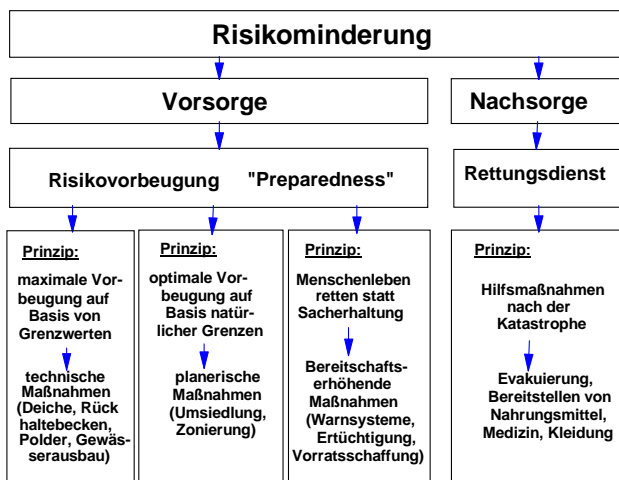 Risikominderung
Vorsorge
Nachsorge
Risikovorbeugung "Preparedness"
Rettungsdienst
Prinzip:
maximale Vor-
beugung auf
Basis von
Grenzwerten
technische
Maßnahmen
(Deiche, Rück
haltebecken,
Polder, Gewäs-
serausbau)
Prinzip:
optimale Vor-
beugung auf
Basis natür-
licher Grenzen
planerische
Maßnahmen
(Umsiedlung,
Zonierung)
Prinzip:
Menschenleben
retten statt
Sacherhaltung
Bereitschafts-
erhöhende
Maßnahmen
(Warnsysteme,
Ertüchtigung,
Vorratsschaffung)
Prinzip:
Hilfsmaßnahmen
nach der
Katastrophe
Evakuierung,
Bereitstellen von
Nahrungsmittel,
Medizin, Kleidung